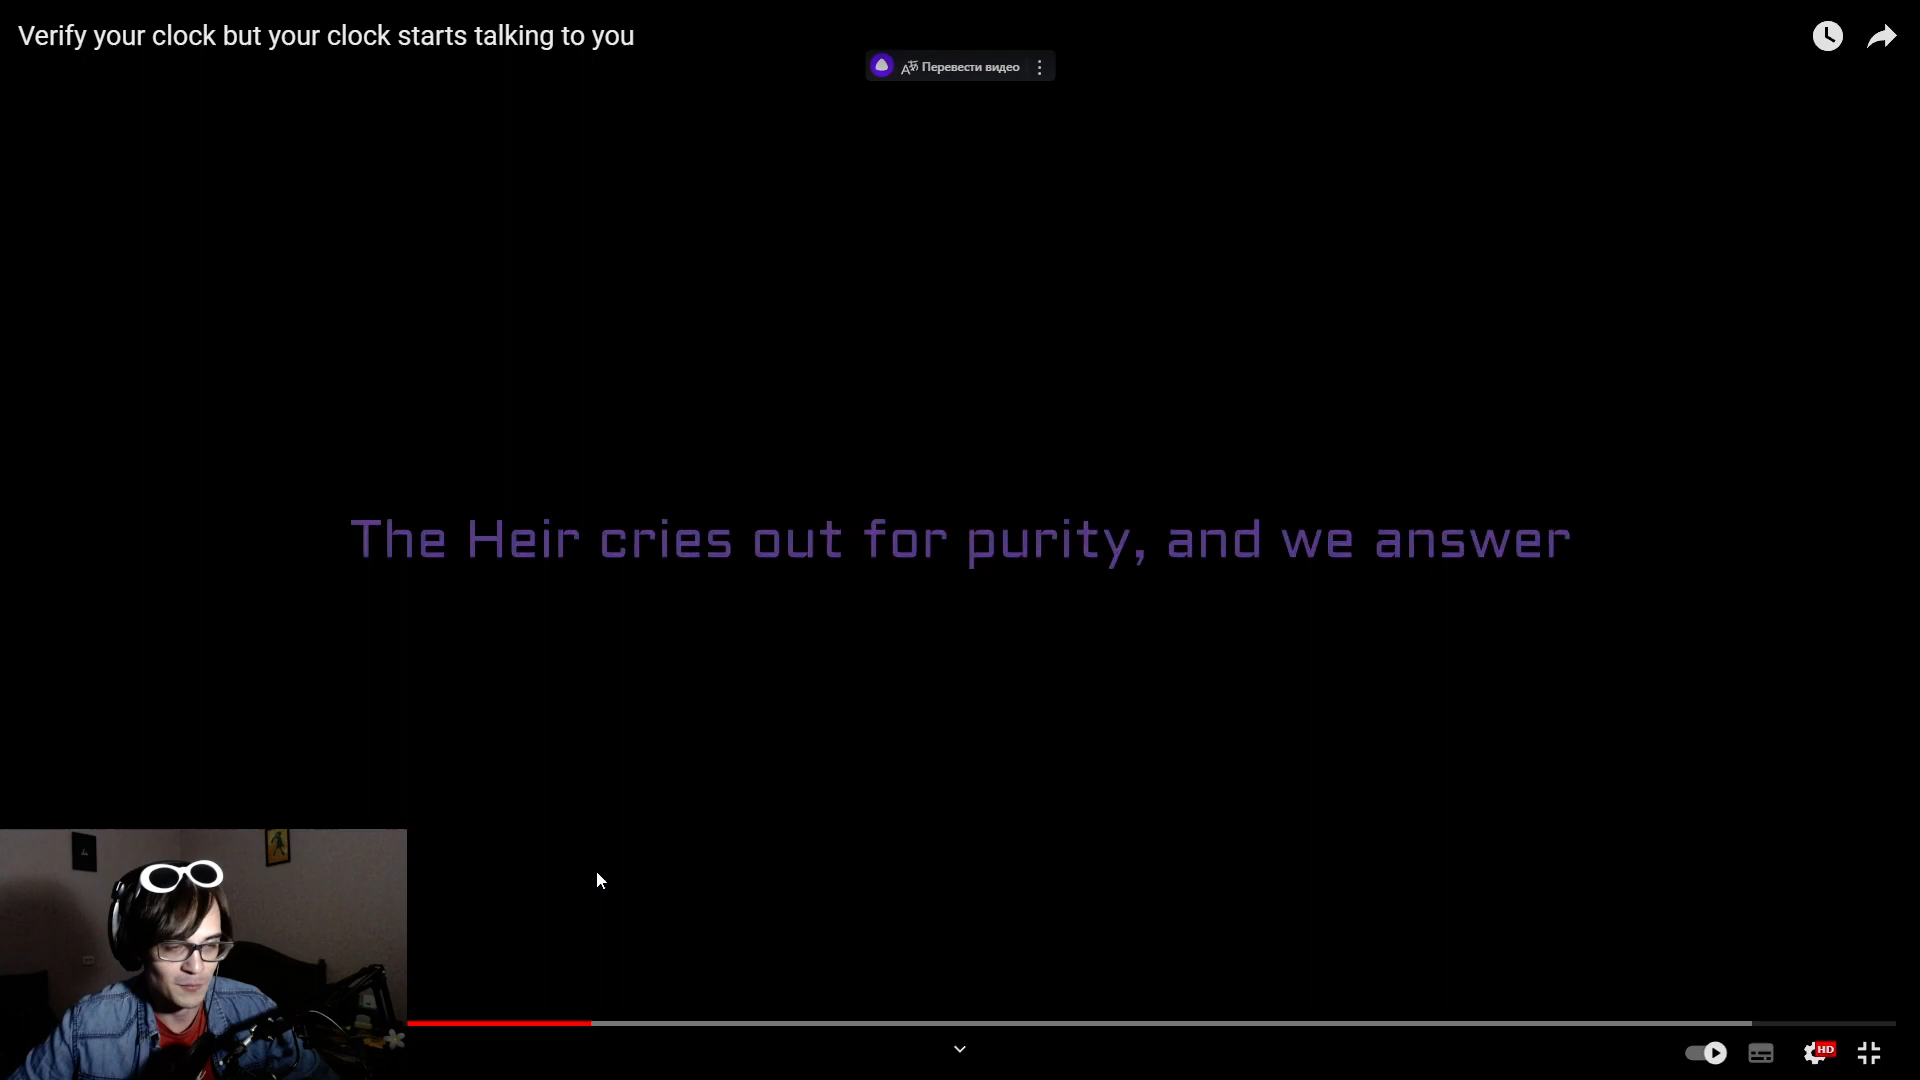 Verify your clock but your clock starts talking to you
Перевести видео
The Heir cries out for purity, and we answer
HD